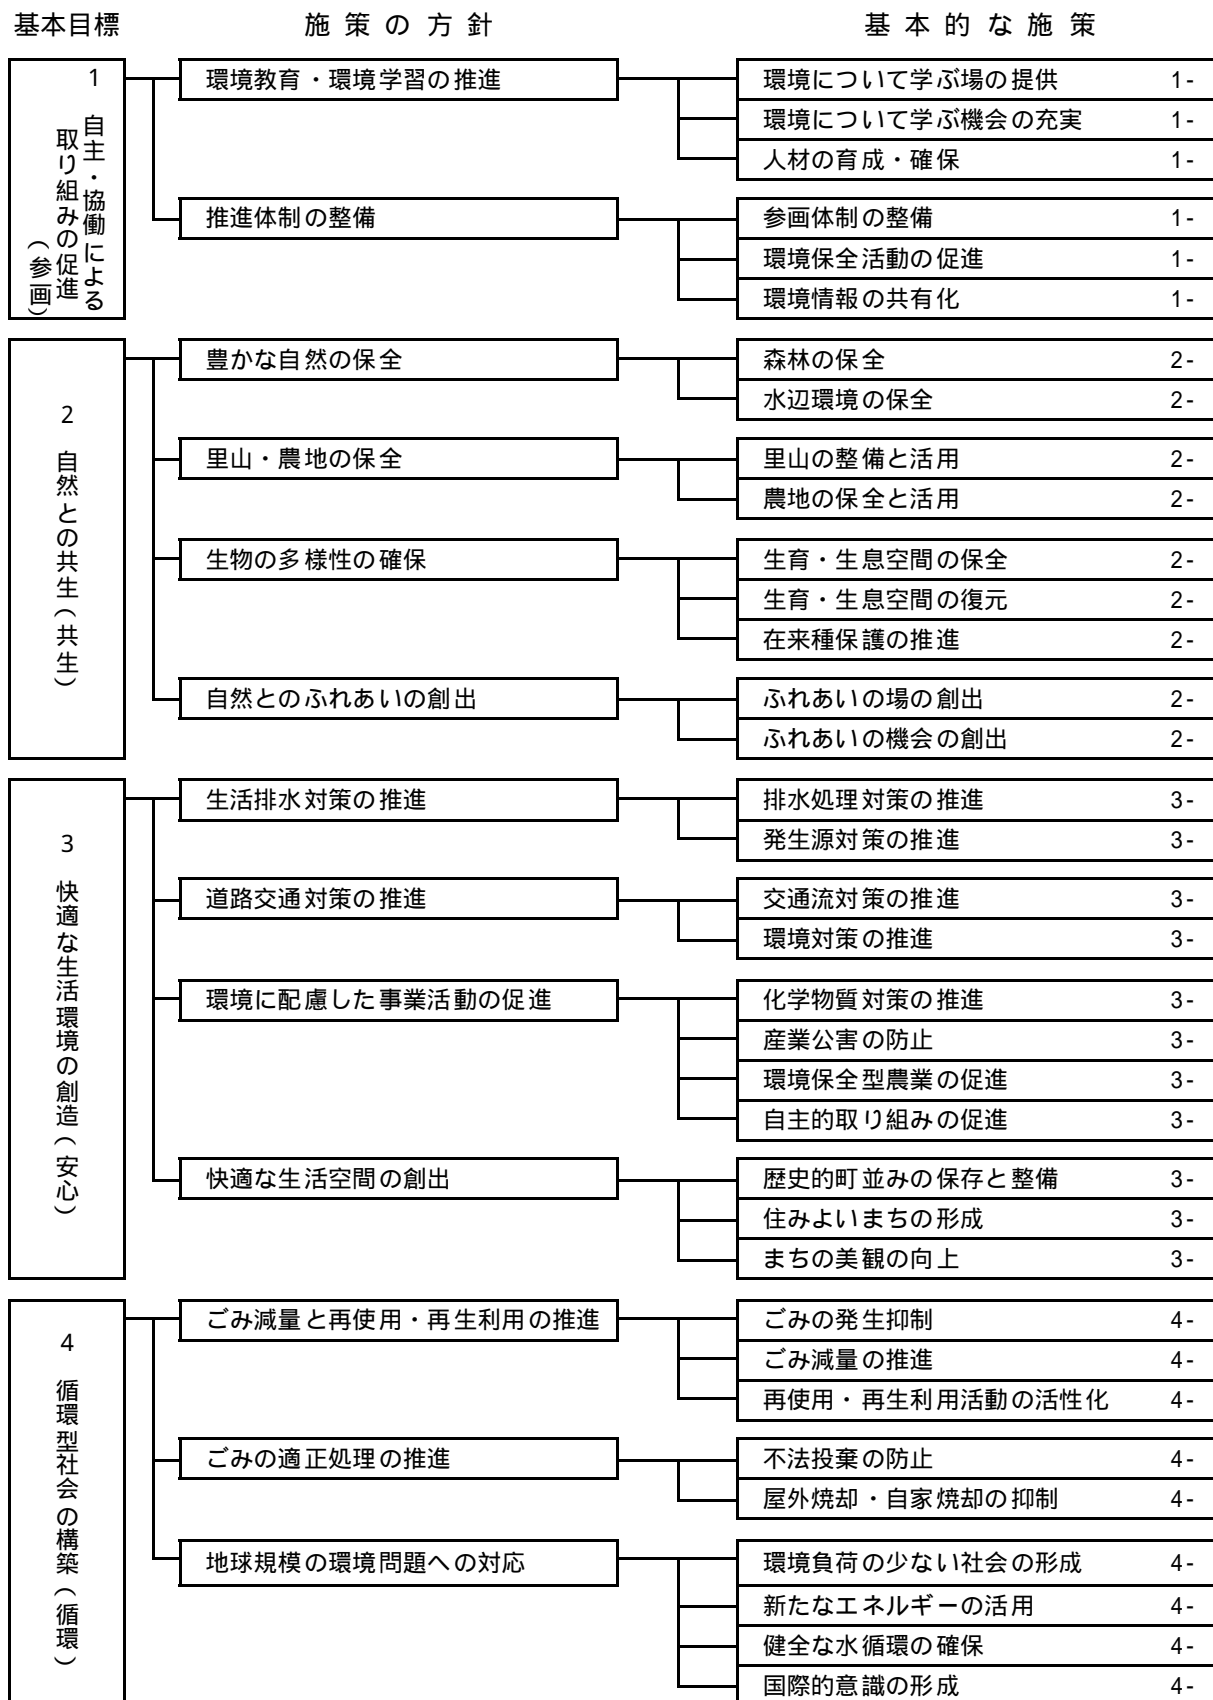 基本目標 施策の方針 基本的な施策
1 自主・協働による
取り組みの促進
（参画）
環境教育・環境学習の推進
環境について学ぶ場の提供 1-
環境について学ぶ機会の充実 1-
人材の育成・確保 1-
推進体制の整備
参画体制の整備 1-
環境保全活動の促進 1-
環境情報の共有化 1-
2 自然との共生（共生）
豊かな自然の保全
森林の保全 2-
水辺環境の保全 2-
里山・農地の保全
里山の整備と活用 2-
農地の保全と活用 2-
生物の多様性の確保
生育・生息空間の保全 2-
生育・生息空間の復元 2-
在来種保護の推進 2-
自然とのふれあいの創出
ふれあいの場の創出 2-
ふれあいの機会の創出 2-
3 快適な生活環境の創造（安心）
生活排水対策の推進
排水処理対策の推進 3-
発生源対策の推進 3-
道路交通対策の推進
交通流対策の推進 3-
環境対策の推進 3-
環境に配慮した事業活動の促進
化学物質対策の推進 3-
産業公害の防止 3-
環境保全型農業の促進 3-
自主的取り組みの促進 3-
快適な生活空間の創出
歴史的町並みの保存と整備 3-
住みよいまちの形成 3-
まちの美観の向上 3-
4 循環型社会の構築（循環）
ごみ減量と再使用・再生利用の推進
ごみの発生抑制 4-
ごみ減量の推進 4-
再使用・再生利用活動の活性化 4-
ごみの適正処理の推進
不法投棄の防止 4-
屋外焼却・自家焼却の抑制 4-
地球規模の環境問題への対応
環境負荷の少ない社会の形成 4-
新たなエネルギーの活用 4-
健全な水循環の確保 4-
国際的意識の形成 4-